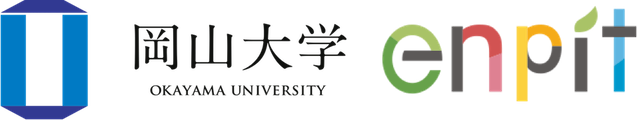 岡山大学
OKAYAMA UNIVERSITY
enpit